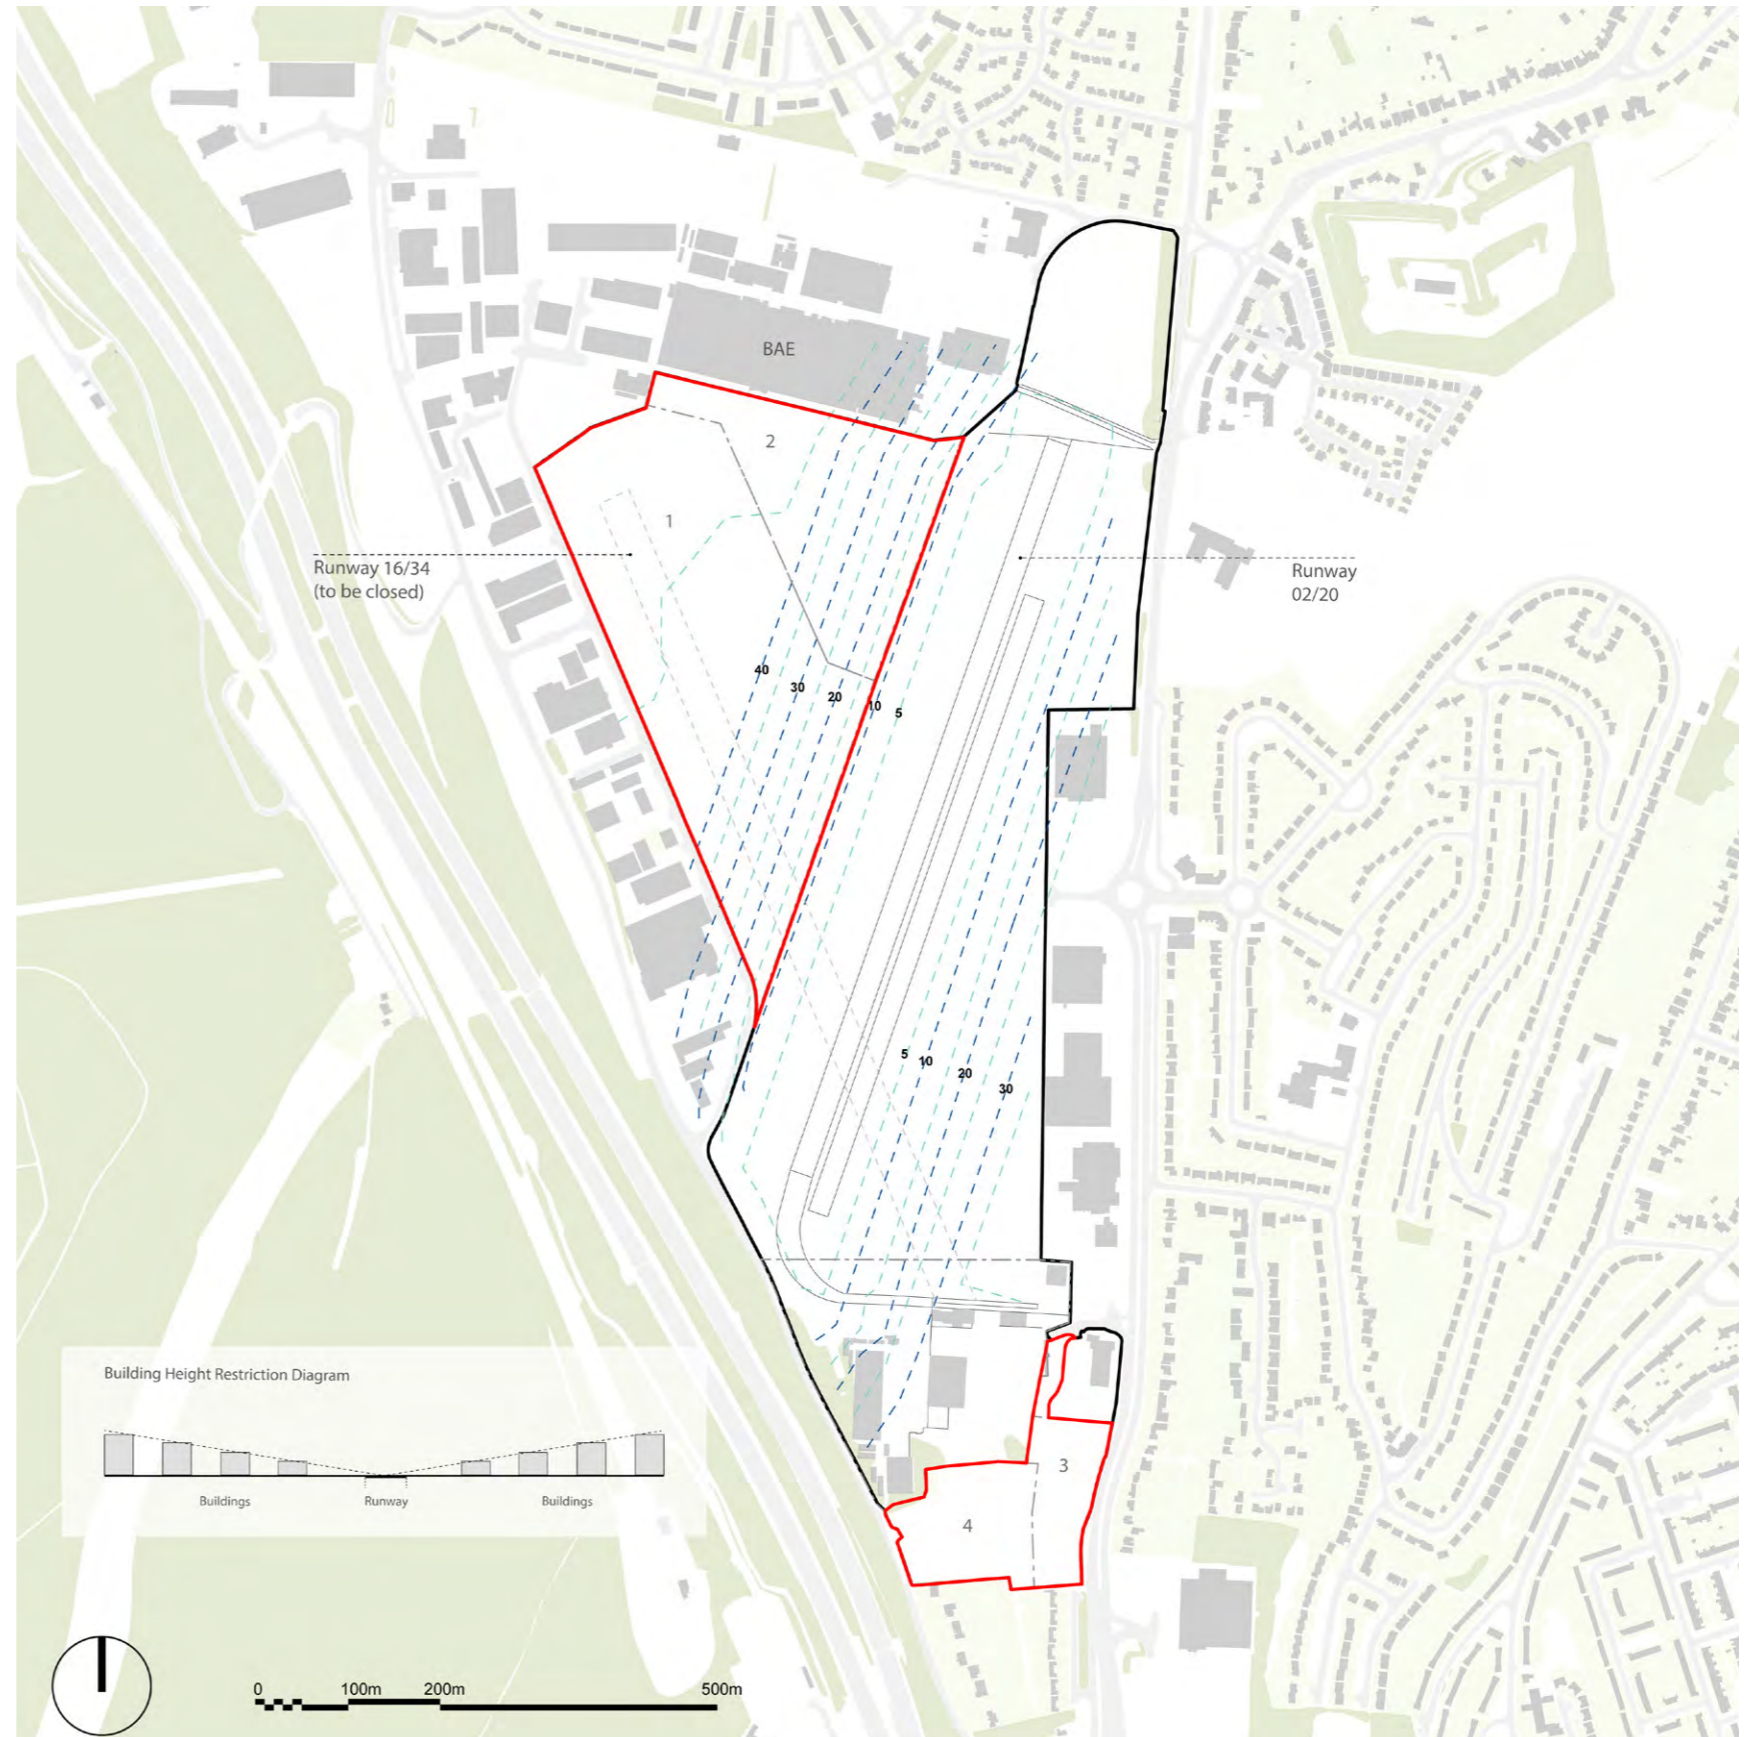 BAE
2
1
Runway 16/34
(to be closed)
Runway
02/20
40
30
20
10
5
5
10
20
30
Building Height Restriction Diagram
Buildings
Runway
Buildings
3
4
0
100m
200m
500m